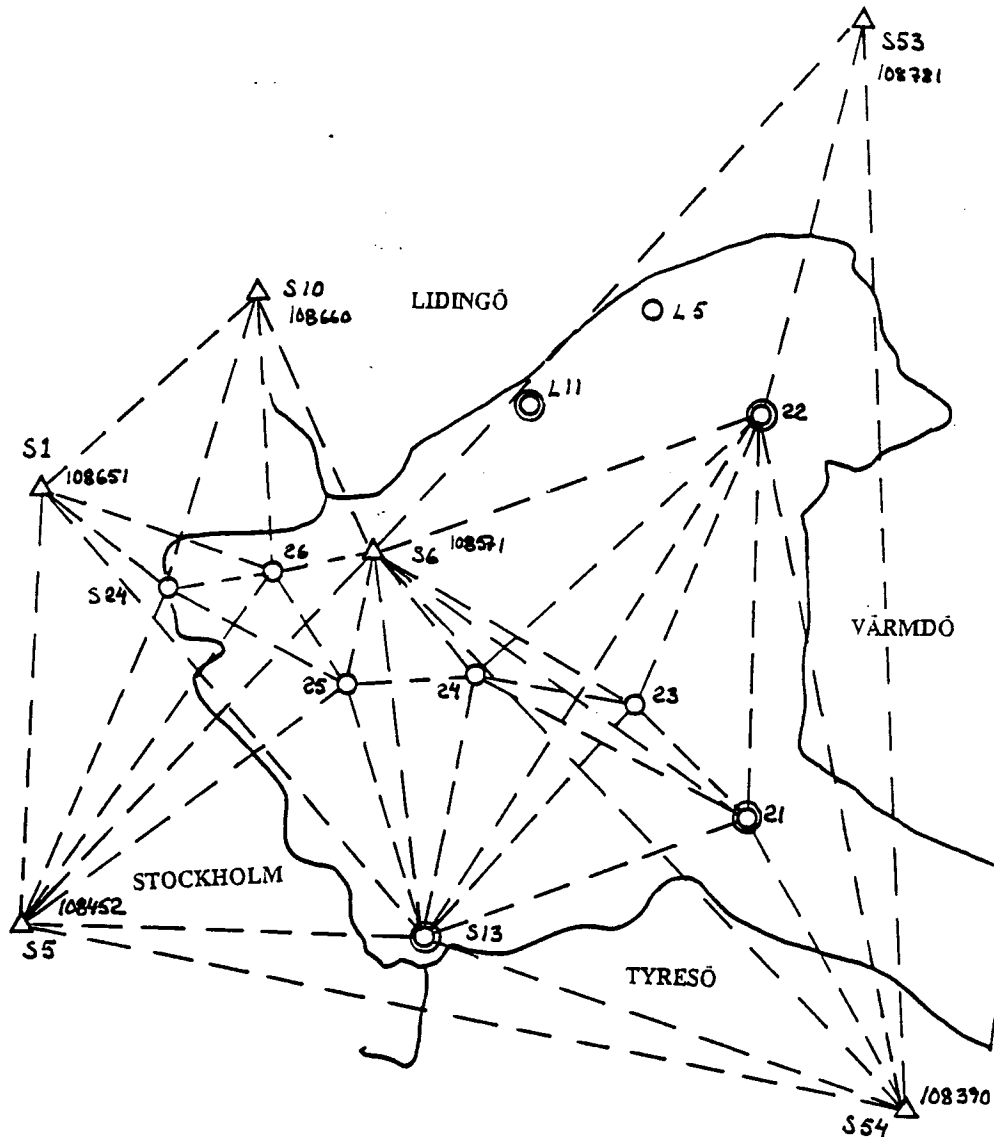 S53
108781
S10
108660
LIDINGÖ
L5
L11
22
S1
108651
26
S6
108571
S24
VÄRMDÖ
25
24
23
21
STOCKHOLM
108452
S5
S13
TYRESÖ
108390
S54